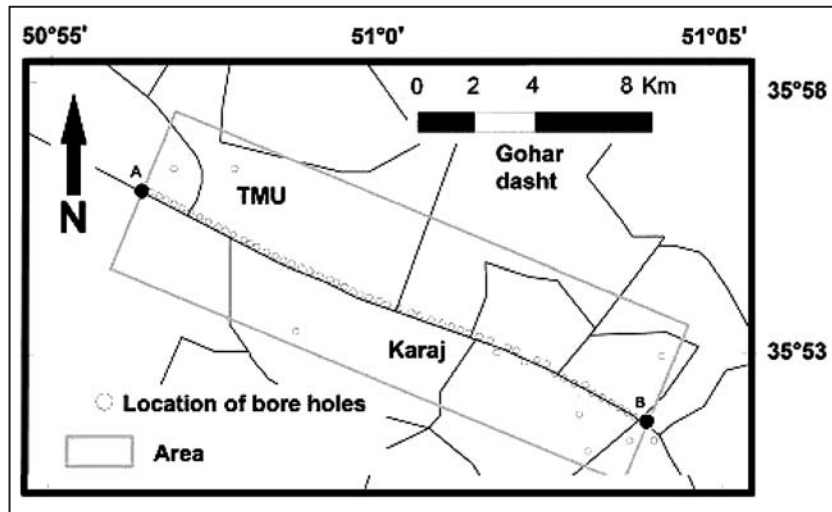 50°55' 51°0' 51°05'
0 2 4 8 Km
35°58'
Gohar
dasht
A
TMU
N
35°53'
Karaj
B
Location of bore holes
Area